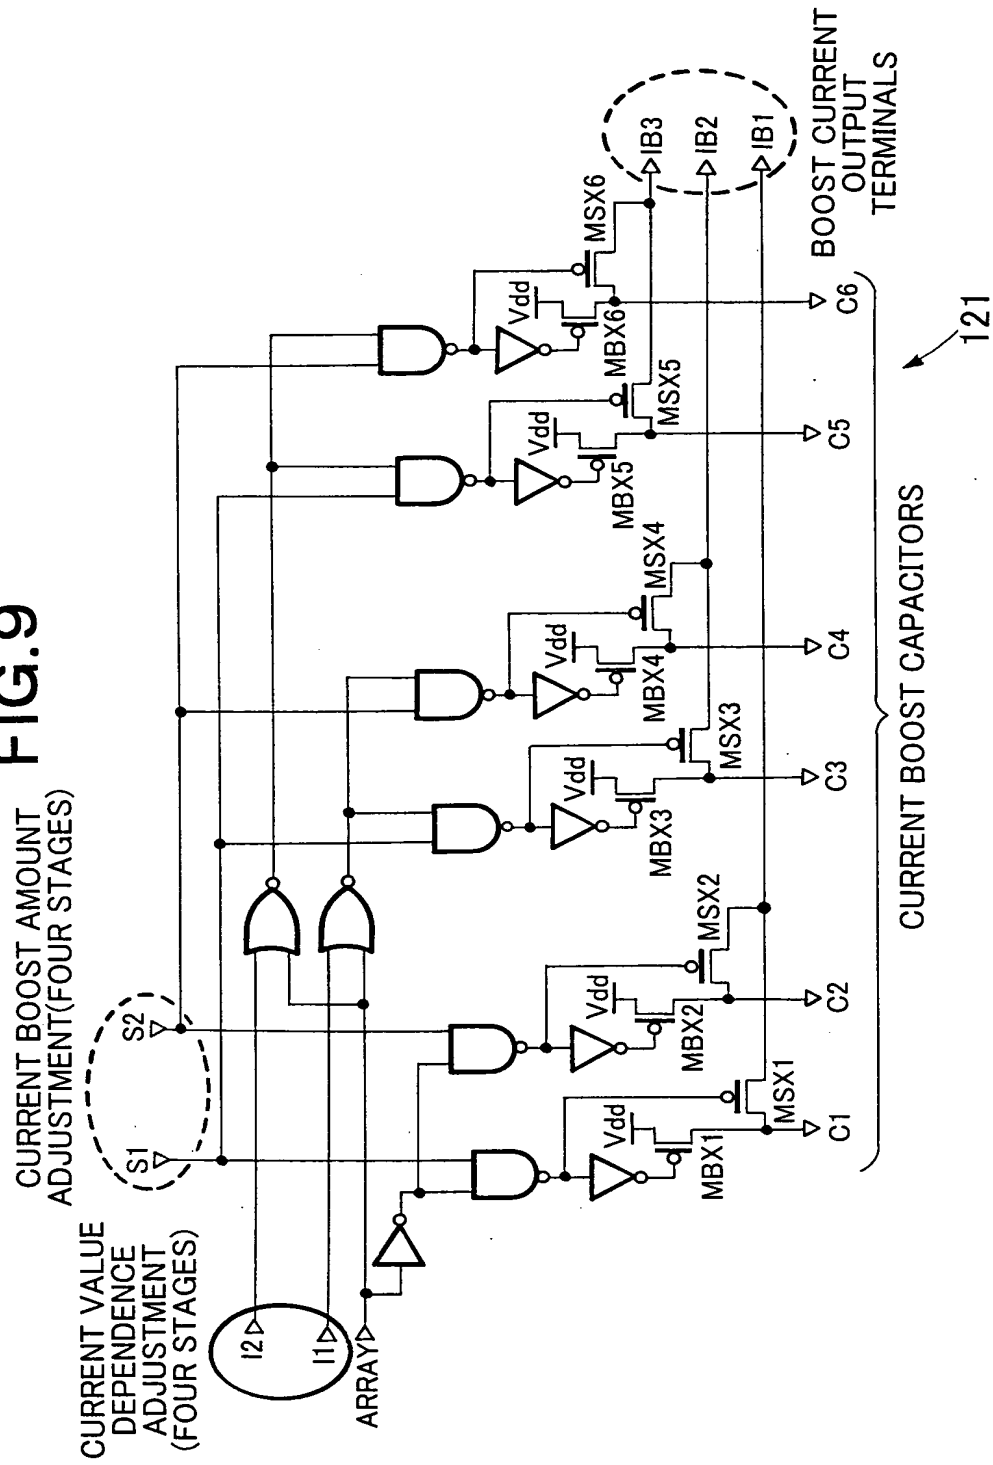 FIG.9
CURRENT BOOST AMOUNT
ADJUSTMENT(FOUR STAGES)
CURRENT VALUE
DEPENDENCE
ADJUSTMENT
(FOUR STAGES)
S1
S2
I2
I1
ARRAY
Vdd
MBX1
MSX1
C1
Vdd
MBX2
MSX2
C2
Vdd
MBX3
MSX3
C3
Vdd
MBX4
MSX4
C4
Vdd
MBX5
MSX5
C5
Vdd
MBX6
MSX6
C6
IB3
IB2
IB1
BOOST CURRENT
OUTPUT
TERMINALS
CURRENT BOOST CAPACITORS
121